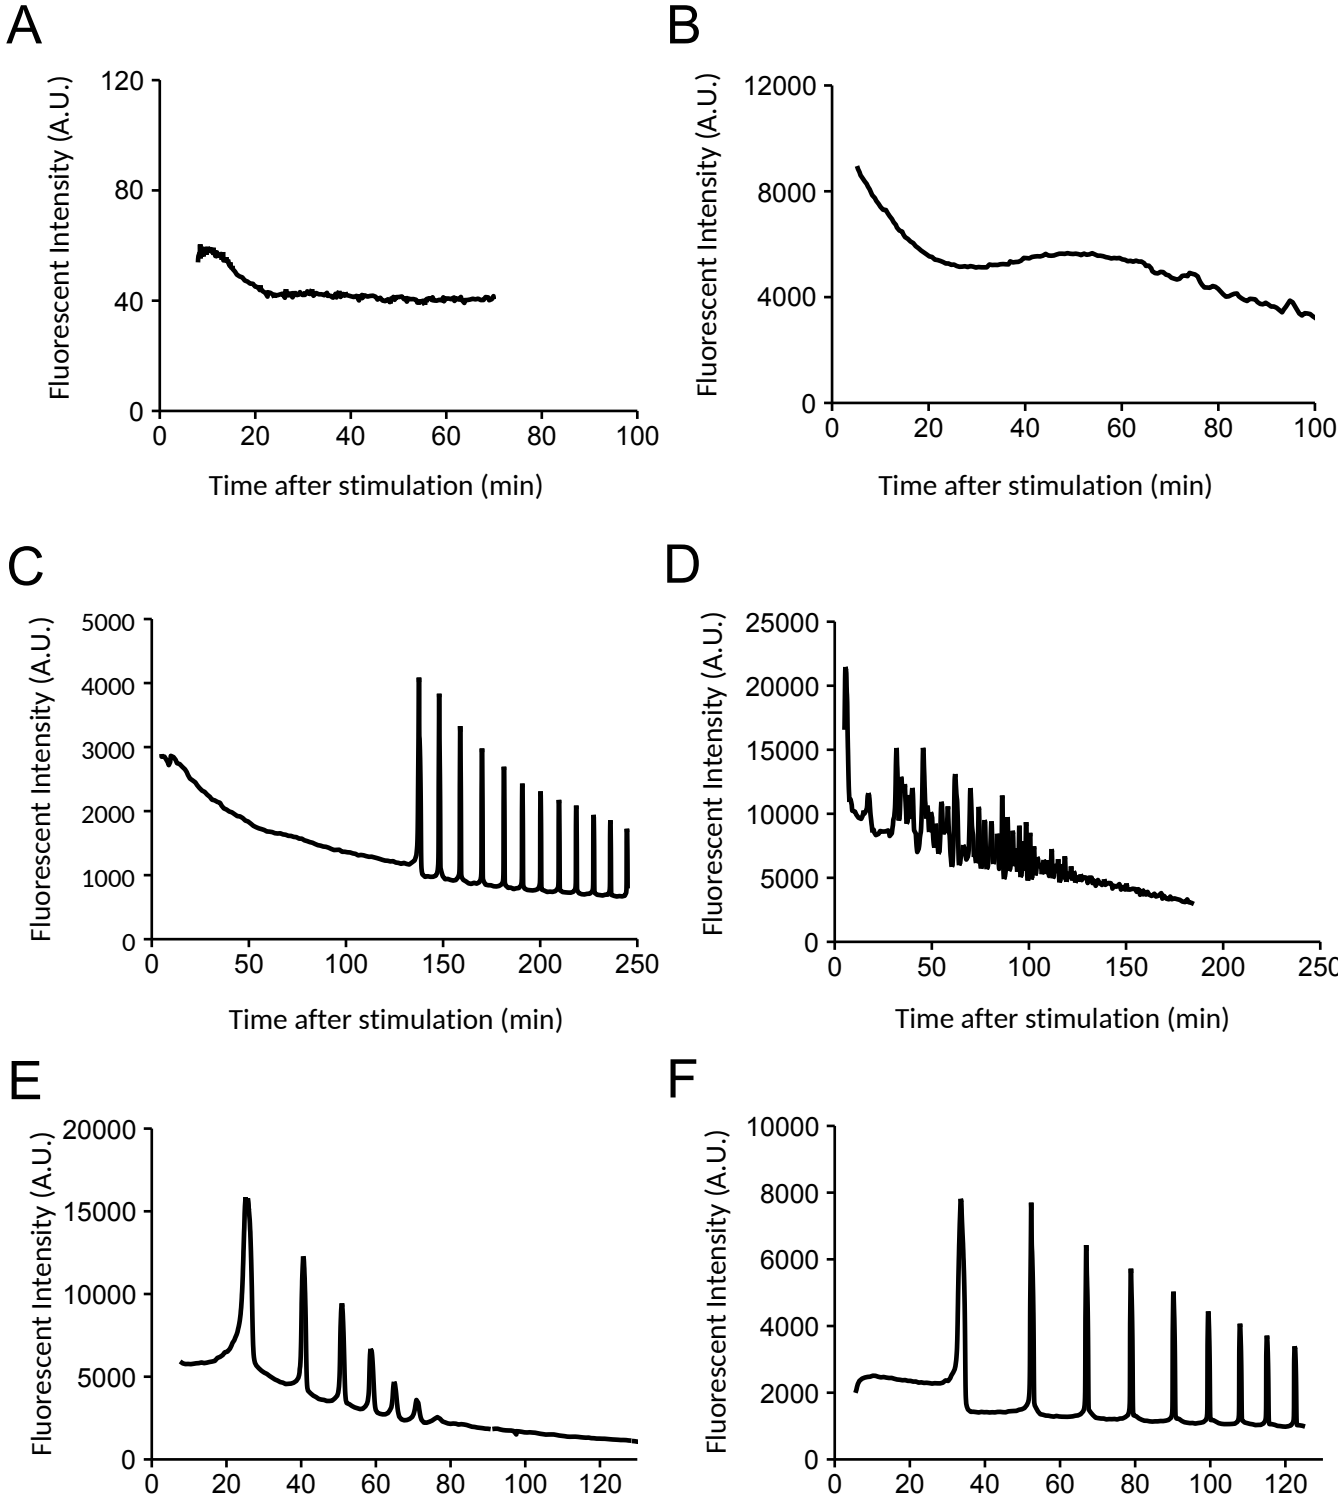 A
Fluorescent Intensity (A.U.)
120
80
40
0
0 20 40 60 80 100
Time after stimulation (min)
B
Fluorescent Intensity (A.U.)
12000
8000
4000
0
0 20 40 60 80 100
Time after stimulation (min)
C
Fluorescent Intensity (A.U.)
5000
4000
3000
2000
1000
0
0 50 100 150 200 250
Time after stimulation (min)
D
Fluorescent Intensity (A.U.)
25000
20000
15000
10000
5000
0
0 50 100 150 200 250
Time after stimulation (min)
E
Fluorescent Intensity (A.U.)
20000
15000
10000
5000
0
0 20 40 60 80 100 120
F
Fluorescent Intensity (A.U.)
10000
8000
6000
4000
2000
0
0 20 40 60 80 100 120